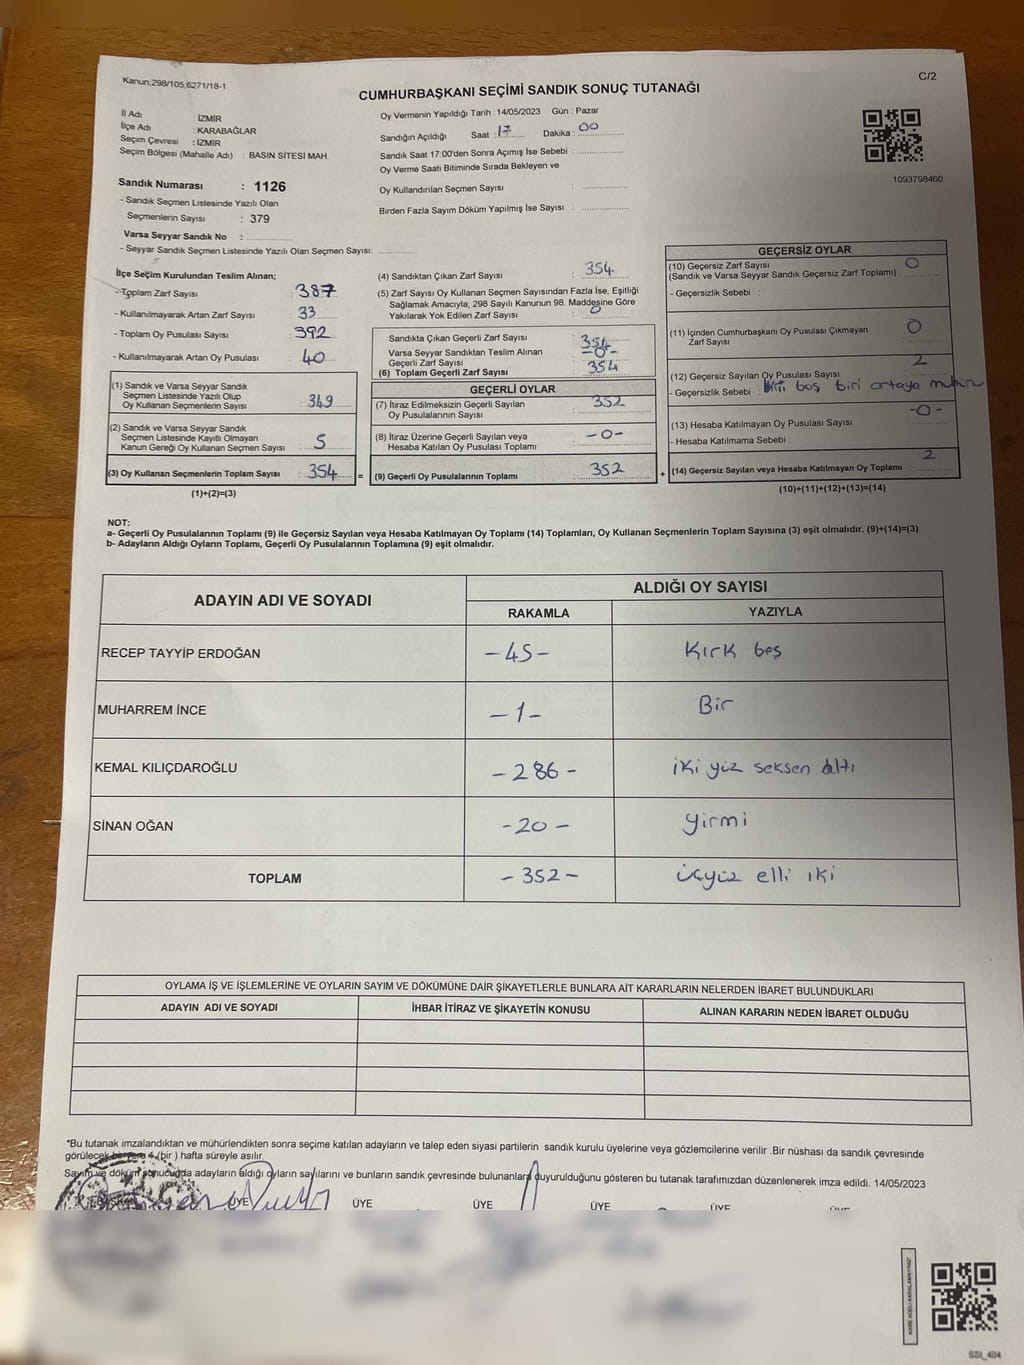 Kanun;298/105,6271/18-1
C/2
CUMHURBAŞKANI SEÇİMİ SANDIK SONUÇ TUTANAĞI
İl Adı : İZMİR
İlçe Adı : KARABAĞLAR
Seçim Çevresi : İZMİR
Seçim Bölgesi (Mahalle Adı) : BASIN SİTESİ MAH.
Oy Vermenin Yapıldığı Tarih : 14/05/2023 Gün : Pazar
Sandığın Açıldığı Saat : 17 Dakika : 00
Sandık Saat 17:00'den Sonra Açılmış İse Sebebi :
Oy Verme Saati Bitiminde Sırada Bekleyen ve
Oy Kullandırılan Seçmen Sayısı :
Birden Fazla Sayım Döküm Yapılmış İse Sayısı :
1093798460
Sandık Numarası : 1126
- Sandık Seçmen Listesinde Yazılı Olan
Seçmenlerin Sayısı : 379
Varsa Seyyar Sandık No :
- Seyyar Sandık Seçmen Listesinde Yazılı Olan Seçmen Sayısı:
İlçe Seçim Kurulundan Teslim Alınan;
- Toplam Zarf Sayısı : 387
- Kullanılmayarak Artan Zarf Sayısı : 33
- Toplam Oy Pusulası Sayısı : 392
- Kullanılmayarak Artan Oy Pusulası : 40
(1) Sandık ve Varsa Seyyar Sandık
Seçmen Listesinde Yazılı Olup
Oy Kullanan Seçmenlerin Sayısı : 349
(2) Sandık ve Varsa Seyyar Sandık
Seçmen Listesinde Kayıtlı Olmayan
Kanun Gereği Oy Kullanan Seçmen Sayısı : 5
(3) Oy Kullanan Seçmenlerin Toplam Sayısı : 354
(1)+(2)=(3)
(4) Sandıktan Çıkan Zarf Sayısı : 354
(5) Zarf Sayısı Oy Kullanan Seçmen Sayısından Fazla İse, Eşitliği
Sağlamak Amacıyla, 298 Sayılı Kanunun 98. Maddesine Göre
Yakılarak Yok Edilen Zarf Sayısı : 0
Sandıkta Çıkan Geçerli Zarf Sayısı : 354
Varsa Seyyar Sandıktan Teslim Alınan
Geçerli Zarf Sayısı : -0-
(6) Toplam Geçerli Zarf Sayısı : 354
GEÇERLİ OYLAR
(7) İtiraz Edilmeksizin Geçerli Sayılan
Oy Pusulalarının Sayısı : 352
(8) İtiraz Üzerine Geçerli Sayılan veya
Hesaba Katılan Oy Pusulası Toplamı : -0-
= (9) Geçerli Oy Pusulalarının Toplamı : 352
GEÇERSİZ OYLAR
(10) Geçersiz Zarf Sayısı : 0
(Sandık ve Varsa Seyyar Sandık Geçersiz Zarf Toplamı)
- Geçersizlik Sebebi :
(11) İçinden Cumhurbaşkanı Oy Pusulası Çıkmayan
Zarf Sayısı : 0
(12) Geçersiz Sayılan Oy Pusulası Sayısı : 2
- Geçersizlik Sebebi : boş biri ortaya mühür
(13) Hesaba Katılmayan Oy Pusulası Sayısı : -0-
- Hesaba Katılmama Sebebi :
+ (14) Geçersiz Sayılan veya Hesaba Katılmayan Oy Toplamı : 2
(10)+(11)+(12)+(13)=(14)
NOT:
a- Geçerli Oy Pusulalarının Toplamı (9) ile Geçersiz Sayılan veya Hesaba Katılmayan Oy Toplamı (14) Toplamları, Oy Kullanan Seçmenlerin Toplam Sayısına (3) eşit olmalıdır. (9)+(14)=(3)
b- Adayların Aldığı Oyların Toplamı, Geçerli Oy Pusulalarının Toplamına (9) eşit olmalıdır.
ADAYIN ADI VE SOYADI
ALDIĞI OY SAYISI
RAKAMLA YAZIYLA
RECEP TAYYİP ERDOĞAN -45- Kırk beş
MUHARREM İNCE -1- Bir
KEMAL KILIÇDAROĞLU -286- iki yüz seksen altı
SİNAN OĞAN -20- yirmi
TOPLAM -352- üçyüz elli iki
OYLAMA İŞ VE İŞLEMLERİNE VE OYLARIN SAYIM VE DÖKÜMÜNE DAİR ŞİKAYETLERLE BUNLARA AİT KARARLARIN NELERDEN İBARET BULUNDUKLARI
ADAYIN ADI VE SOYADI İHBAR İTİRAZ VE ŞİKAYETİN KONUSU ALINAN KARARIN NEDEN İBARET OLDUĞU
*Bu tutanak imzalandıktan ve mühürlendikten sonra seçime katılan adayların ve talep eden siyasi partilerin sandık kurulu üyelerine veya gözlemcilerine verilir .Bir nüshası da sandık çevresinde
görülecek bir yere 1 (bir ) hafta süreyle asılır.
Sayım ve döküm sonucuğda adayların aldığı oyların sayılarını ve bunların sandık çevresinde bulunanlara duyurulduğunu gösteren bu tutanak tarafımızdan düzenlenerek imza edildi. 14/05/2023
BAŞKAN ÜYE ÜYE ÜYE ÜYE ÜYE ÜYE
SSI_404